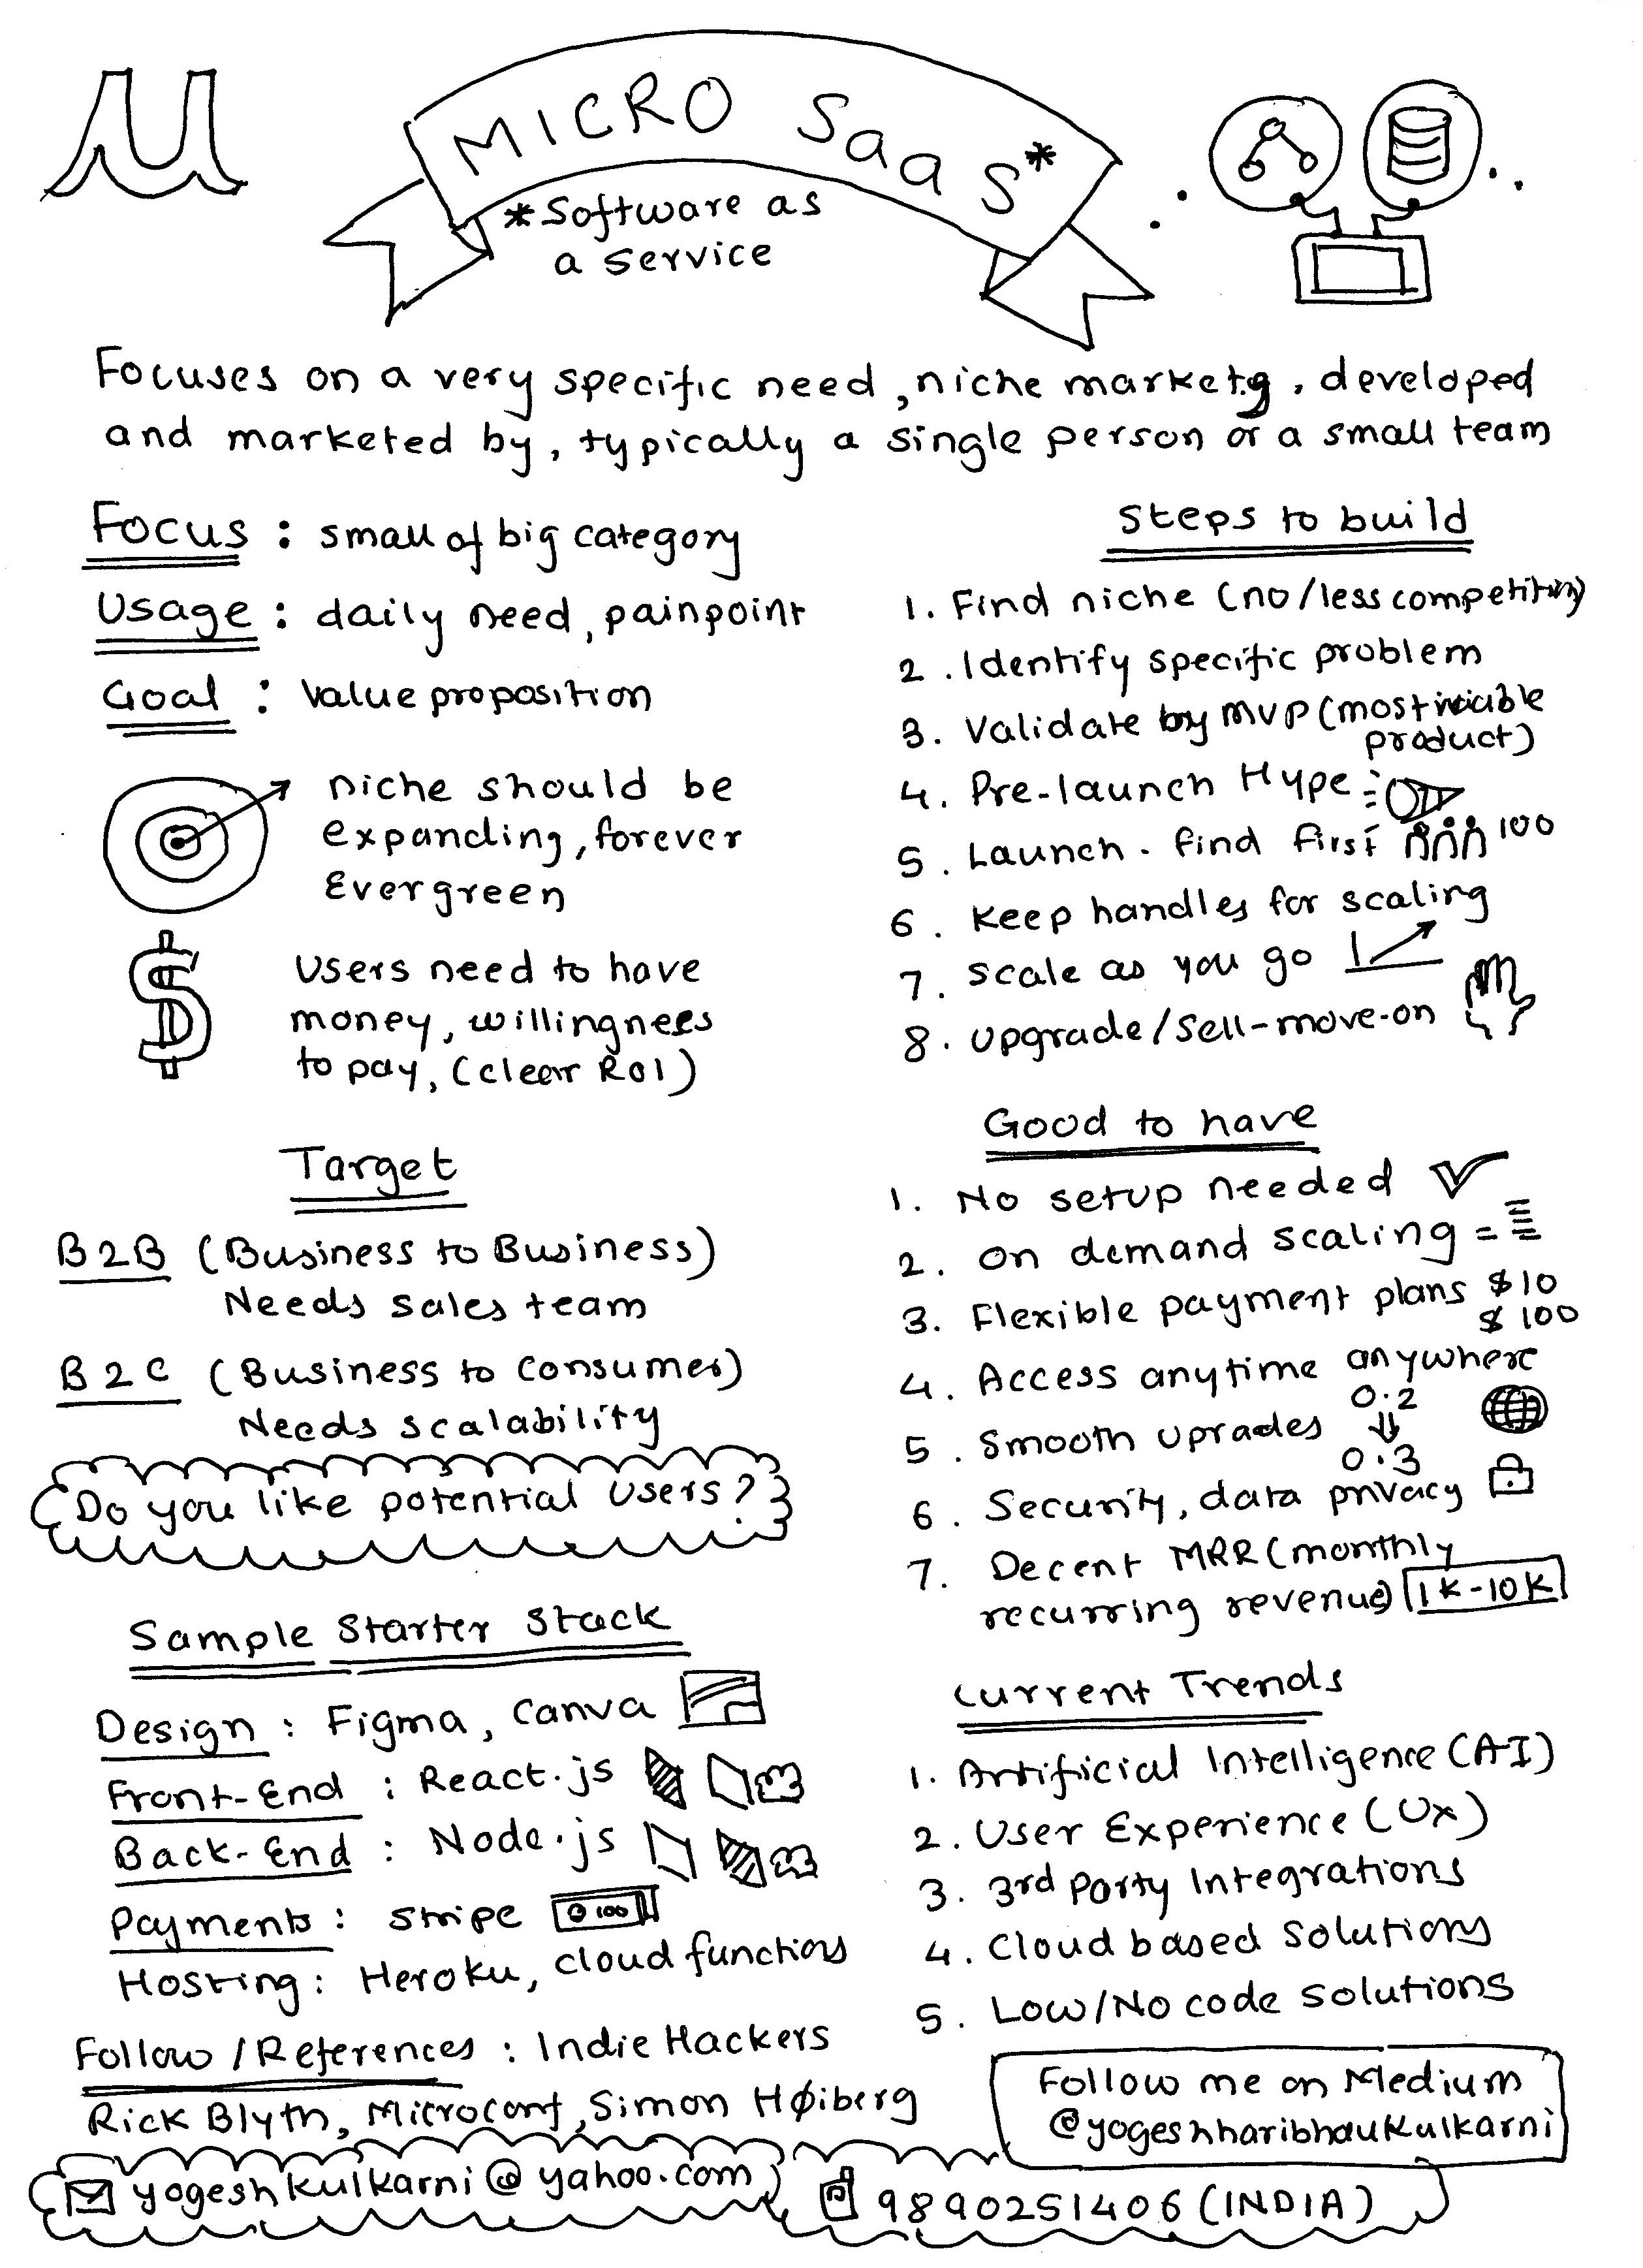 μ
MICRO SaaS*
*Software as
a service
Focuses on a very specific need, niche market, developed
and marketed by, typically a single person or a small team
Focus : small of big category
Usage : daily need, painpoint
Goal : value proposition
niche should be
expanding, forever
Evergreen
$
users need to have
money, willingnees
to pay, (clear ROI)
Target
B2B (Business to Business)
Needs sales team
B2C (Business to Consumer)
Needs scalability
Do you like potential users?
Sample Starter Stack
Design : Figma, Canva
Front-End : React.js
Back-End : Node.js
Payments : Stripe
100
Hosting : Heroku, cloud functions
Follow / References : Indie Hackers
Rick Blyth, Microconf, Simon Høiberg
Steps to build
1. Find niche (no/less competition)
2. Identify specific problem
3. Validate by MVP (most viable
product)
4. Pre-launch Hype
5. Launch. find first 100
6. Keep handles for scaling
7. scale as you go
8. upgrade/sell-move-on
Good to have
1. No setup needed
2. on demand scaling
3. Flexible payment plans $10
$100
4. Access anytime anywhere
5. Smooth uprades 0.2
0.3
6. Security, data privacy
7. Decent MRR (monthly
recurring revenue) 1K-10K
Current Trends
1. Artificial Intelligence (AI)
2. User Experience (UX)
3. 3rd Party Integrations
4. Cloud based solutions
5. Low/No code solutions
Follow me on Medium
@yogeshharibhaukulkarni
yogeshkulkarni@yahoo.com
9890251406 (INDIA)